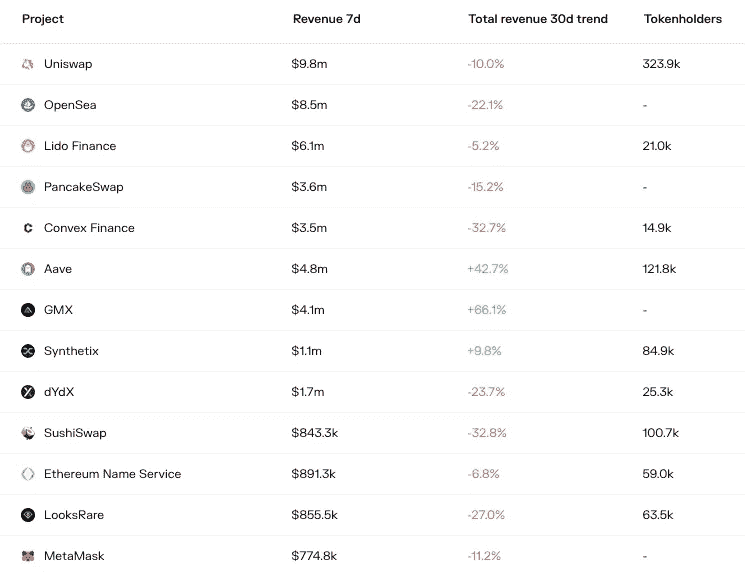 Project Revenue 7d Total revenue 30d trend Tokenholders
Uniswap $9.8m -10.0% 323.9k
OpenSea $8.5m -22.1% -
Lido Finance $6.1m -5.2% 21.0k
PancakeSwap $3.6m -15.2% -
Convex Finance $3.5m -32.7% 14.9k
Aave $4.8m +42.7% 121.8k
GMX $4.1m +66.1% -
Synthetix $1.1m +9.8% 84.9k
dYdX $1.7m -23.7% 25.3k
SushiSwap $843.3k -32.8% 100.7k
Ethereum Name Service $891.3k -6.8% 59.0k
LooksRare $855.5k -27.0% 63.5k
MetaMask $774.8k -11.2% -